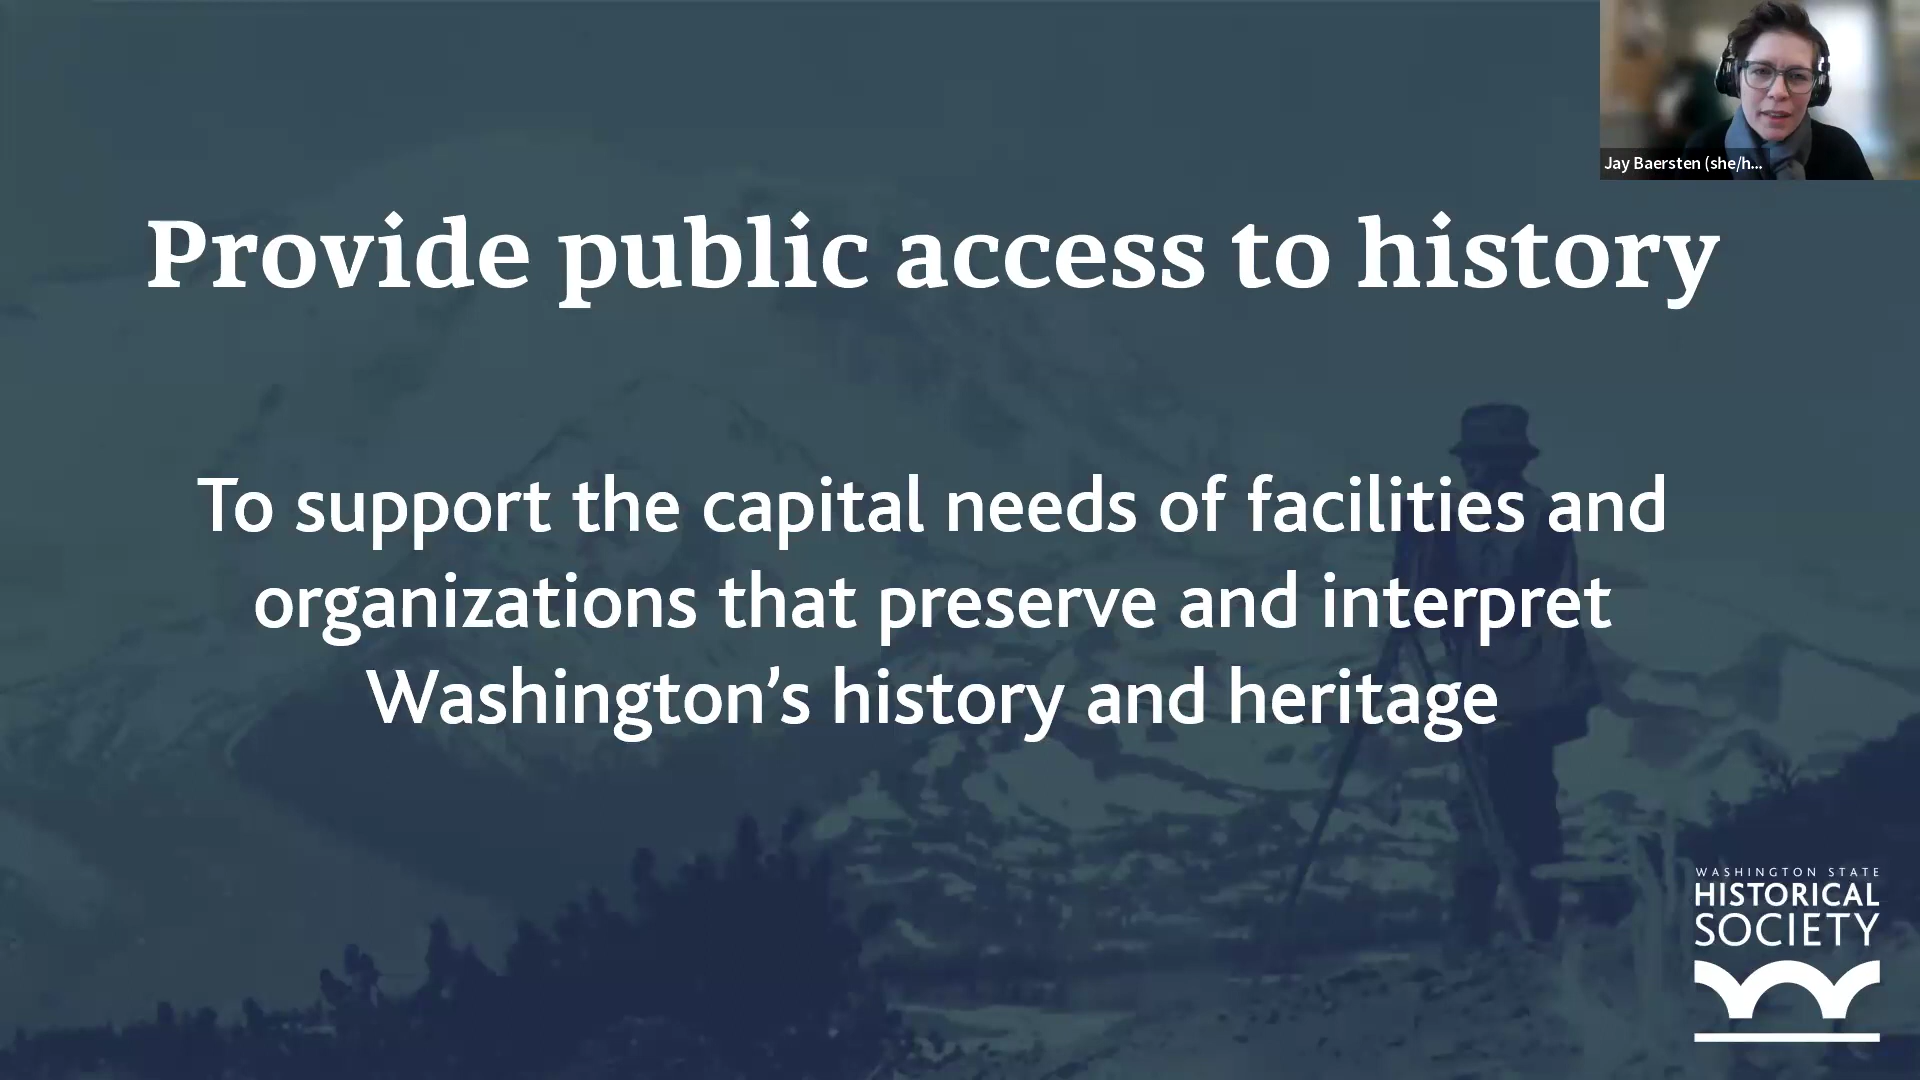 Jay Baersten (she/h...
Provide public access to history
To support the capital needs of facilities and
organizations that preserve and interpret
Washington’s history and heritage
WASHINGTON STATE
HISTORICAL
SOCIETY